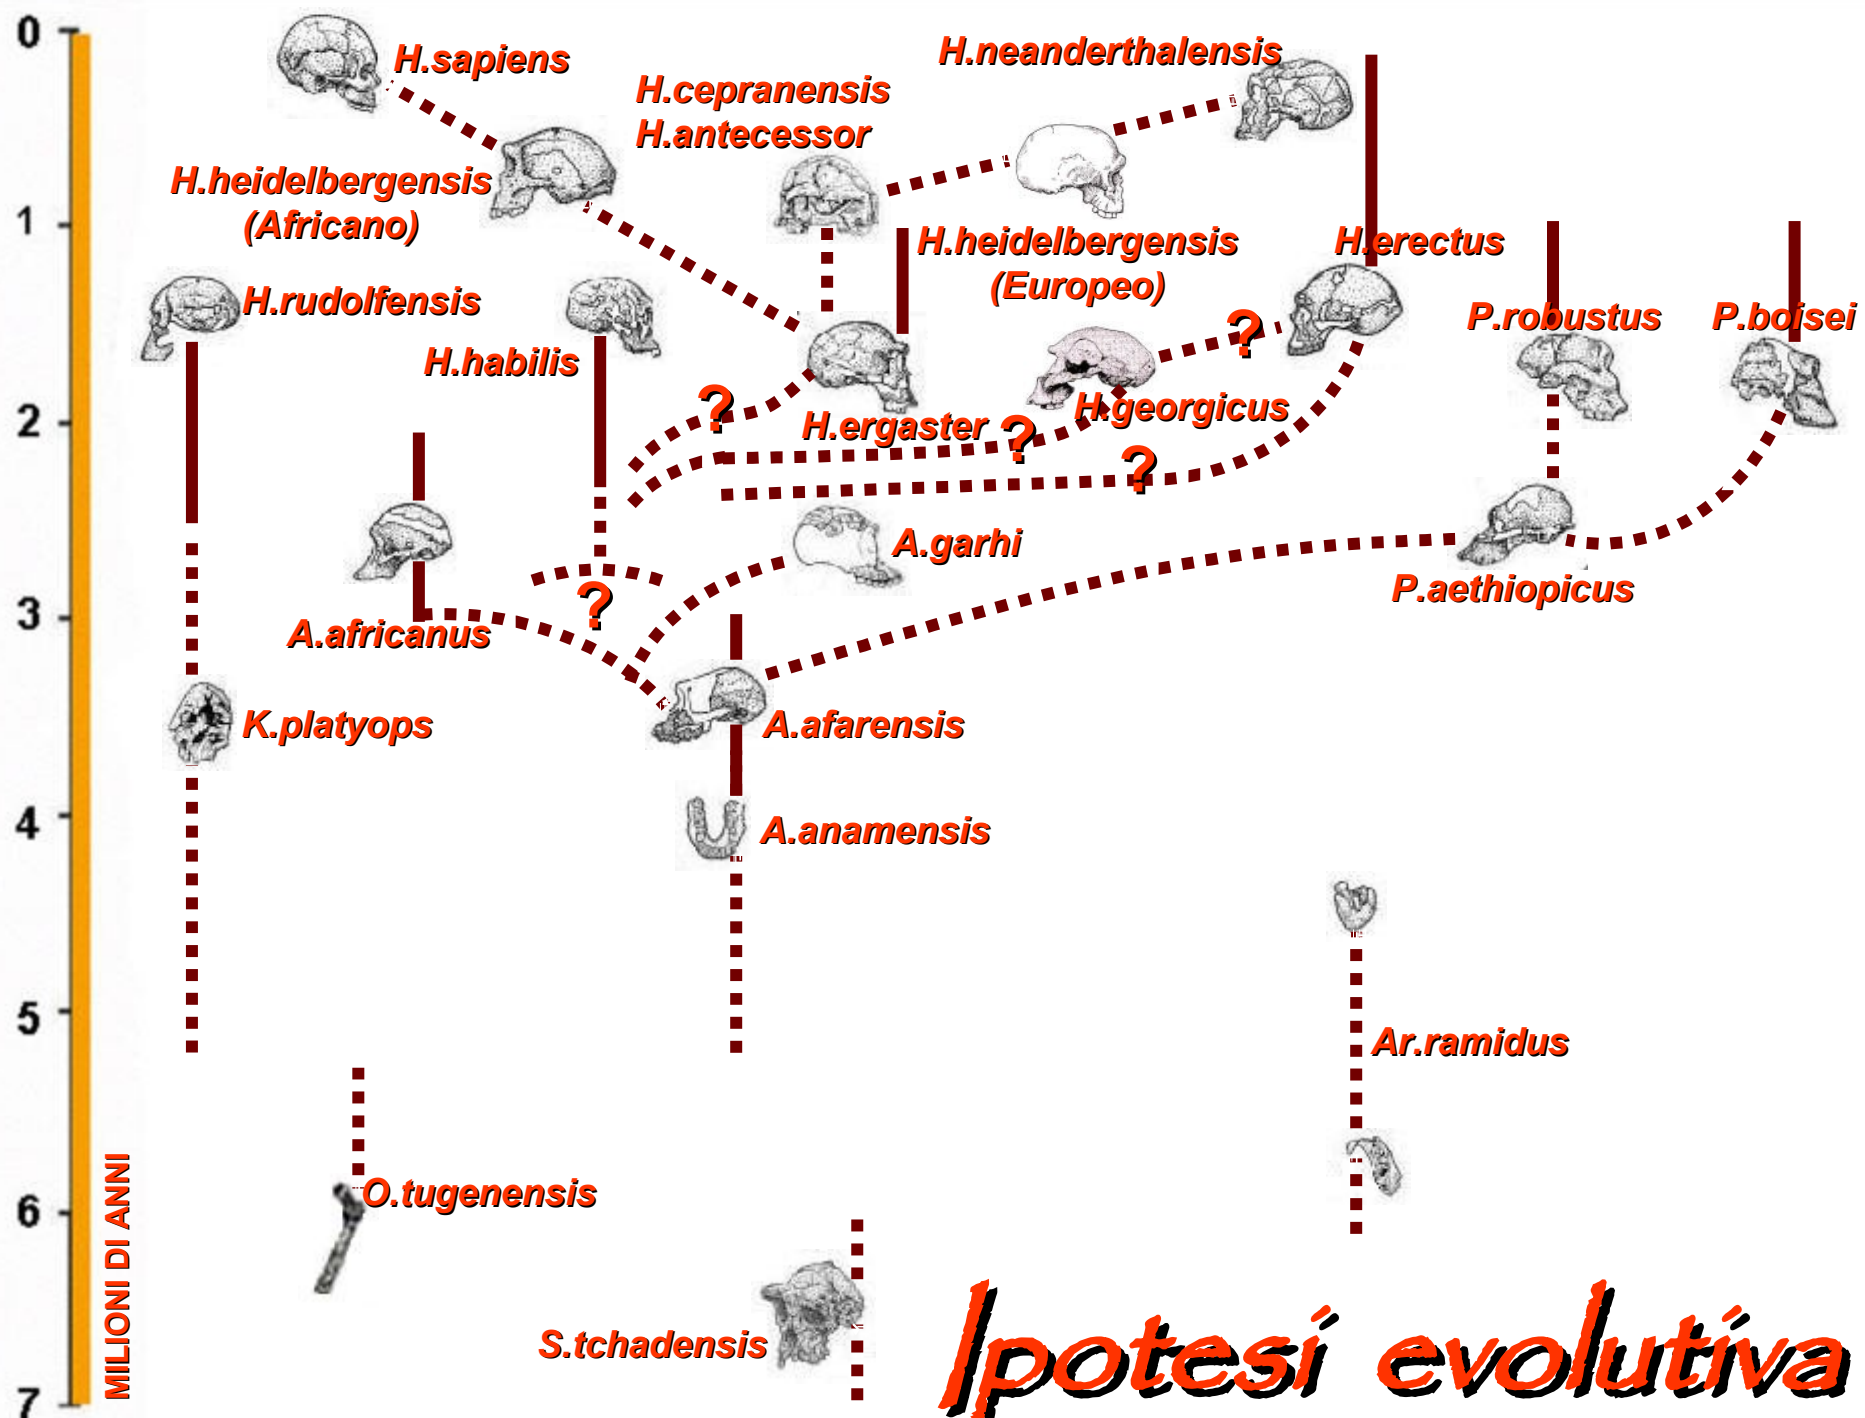 0
H.sapiens
H.neanderthalensis
H.cepranensis
H.antecessor
H.heidelbergensis
(Africano)
1
H.heidelbergensis
(Europeo)
H.erectus
H.rudolfensis
?
P.robustus
P.boisei
H.habilis
?
H.georgicus
2
H.ergaster
?
?
A.garhi
P.aethiopicus
?
3
A.africanus
K.platyops
A.afarensis
4
A.anamensis
5
Ar.ramidus
O.tugenensis
6
MILIONI DI ANNI
S.tchadensis
Ipotesi evolutiva
7